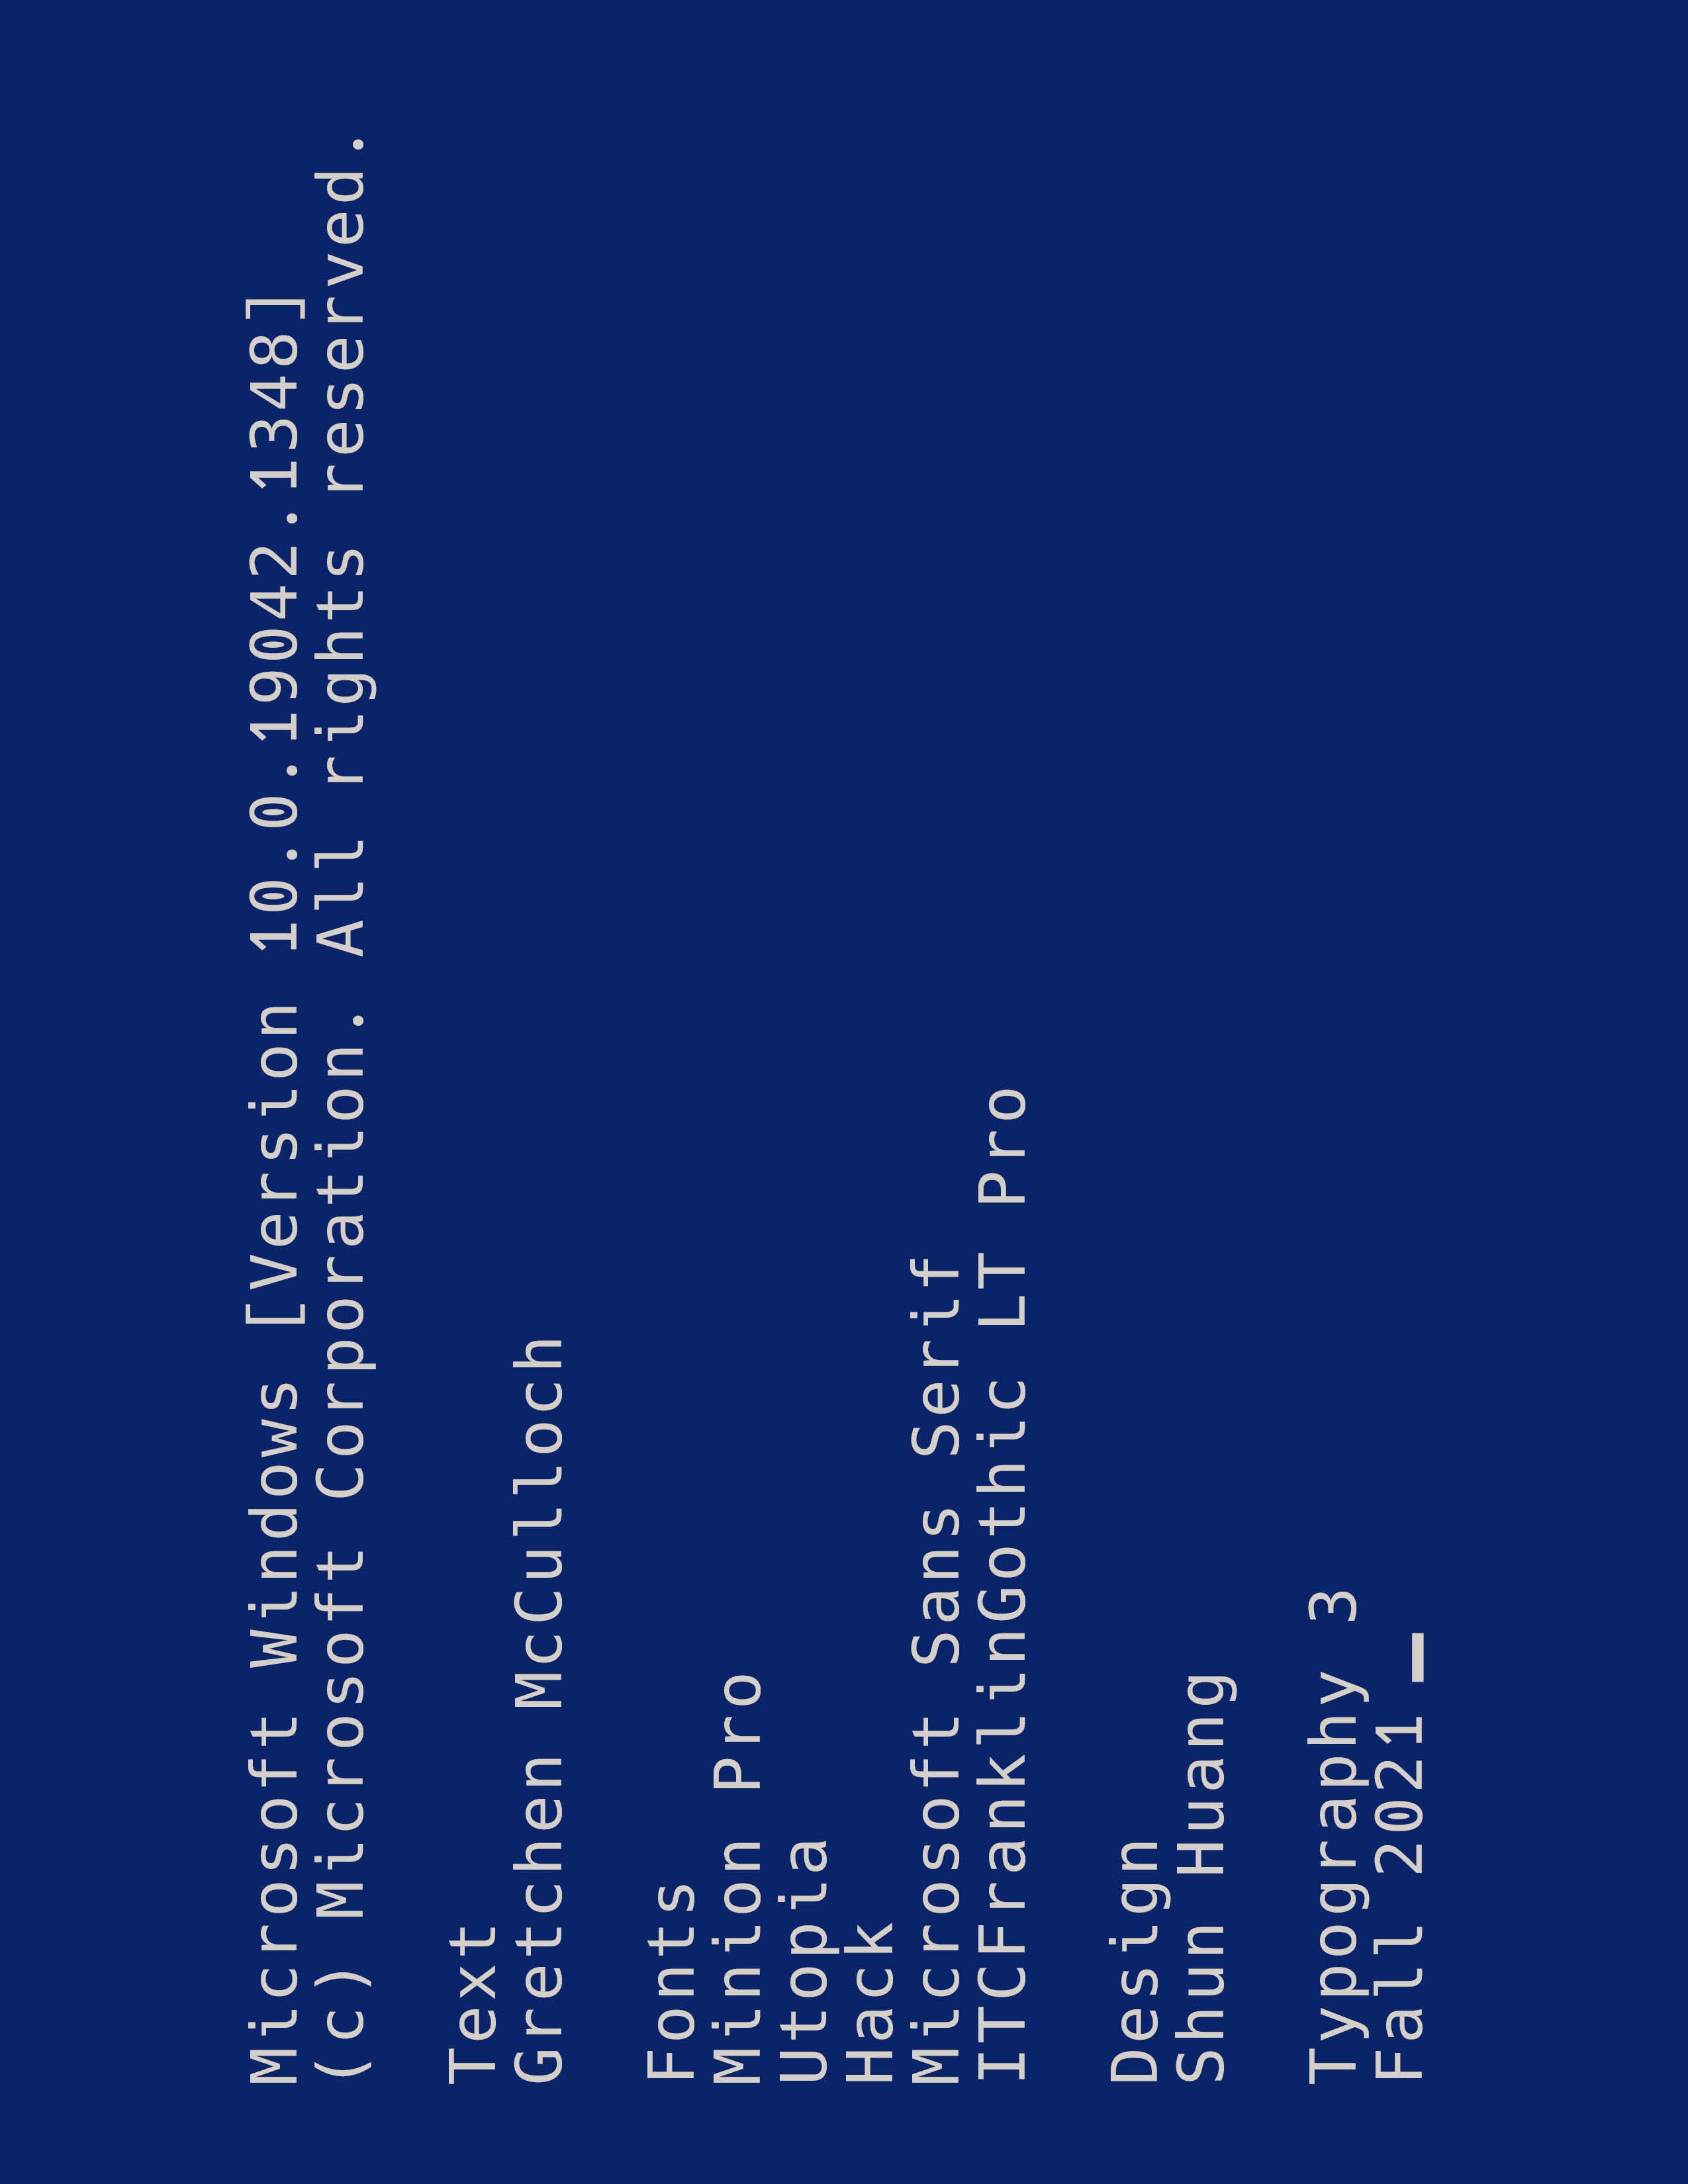 Microsoft Windows [Version 10.0.19042.1348]
(c) Microsoft Corporation. All rights reserved.
Text
Gretchen McCulloch
Fonts
Minion Pro
Utopia
Hack
Microsoft Sans Serif
ITCFranklinGothic LT Pro
Design
Shun Huang
Typography 3
Fall 2021_